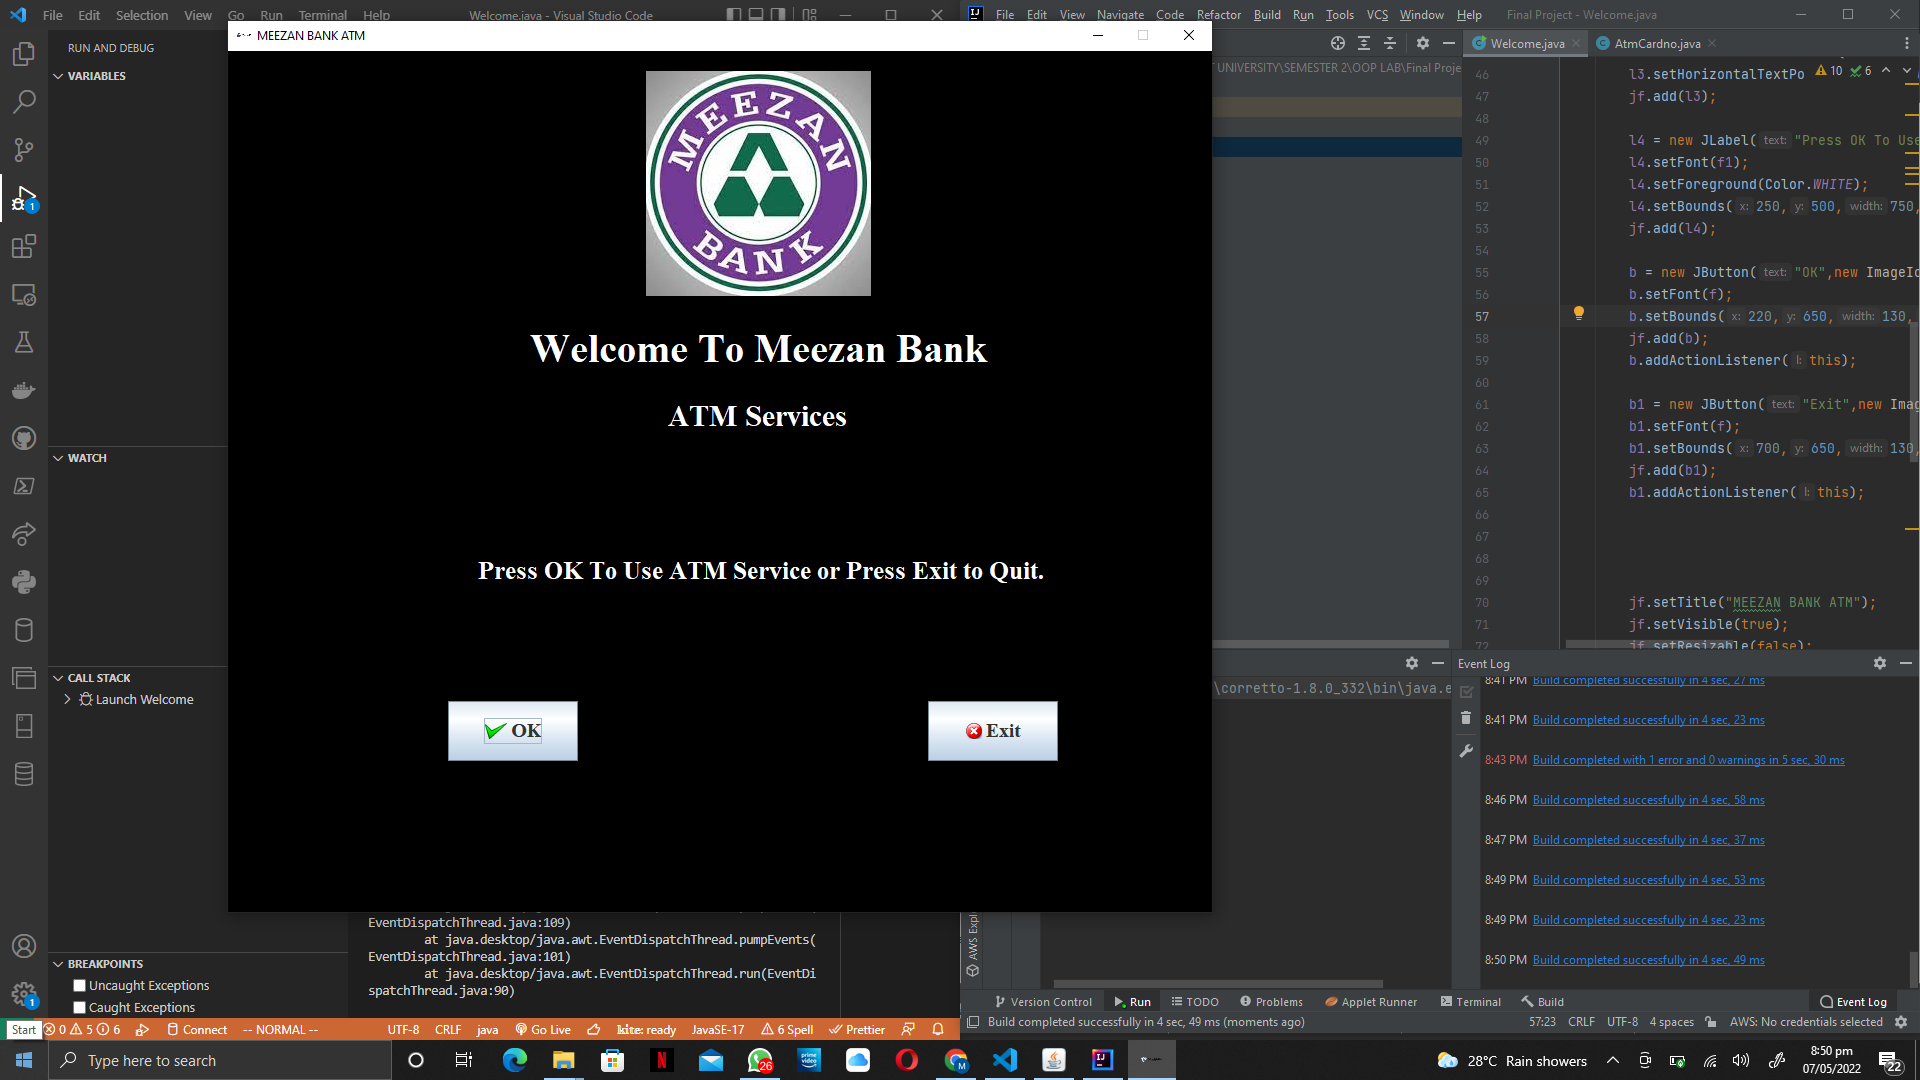 File Edit Selection View Go Run Terminal Help
Welcome.java - Visual Studio Code
RUN AND DEBUG
VARIABLES
WATCH
CALL STACK
Launch Welcome
BREAKPOINTS
Uncaught Exceptions
Caught Exceptions
1
1
MEEZAN BANK ATM
MEEZAN
BANK
Welcome To Meezan Bank
ATM Services
Press OK To Use ATM Service or Press Exit to Quit.
OK
Exit
EventDispatchThread.java:109)
at java.desktop/java.awt.EventDispatchThread.pumpEvents(
EventDispatchThread.java:101)
at java.desktop/java.awt.EventDispatchThread.run(EventDi
spatchThread.java:90)
Start
0 5 6 Connect -- NORMAL -- UTF-8 CRLF java Go Live kite: ready JavaSE-17 6 Spell Prettier
File Edit View Navigate Code Refactor Build Run Tools VCS Window Help
Final Project - Welcome.java
Welcome.java
AtmCardno.java
UNIVERSITY\SEMESTER 2\OOP LAB\Final Proje
10 6
46 l3.setHorizontalTextPo
47 jf.add(l3);
48
49 l4 = new JLabel( text: "Press OK To Use
50 l4.setFont(f1);
51 l4.setForeground(Color.WHITE);
52 l4.setBounds( x: 250, y: 500, width: 750,
53 jf.add(l4);
54
55 b = new JButton( text: "OK",new ImageIc
56 b.setFont(f);
57 b.setBounds( x: 220, y: 650, width: 130,
58 jf.add(b);
59 b.addActionListener( l: this);
60
61 b1 = new JButton( text: "Exit",new Imag
62 b1.setFont(f);
63 b1.setBounds( x: 700, y: 650, width: 130,
64 jf.add(b1);
65 b1.addActionListener( l: this);
66
67
68
69
70 jf.setTitle("MEEZAN BANK ATM");
71 jf.setVisible(true);
72 jf.setResizable(false);
\corretto-1.8.0_332\bin\java.e
Event Log
8:41 PM Build completed successfully in 4 sec, 27 ms
8:41 PM Build completed successfully in 4 sec, 23 ms
8:43 PM Build completed with 1 error and 0 warnings in 5 sec, 30 ms
8:46 PM Build completed successfully in 4 sec, 58 ms
8:47 PM Build completed successfully in 4 sec, 37 ms
8:49 PM Build completed successfully in 4 sec, 53 ms
8:49 PM Build completed successfully in 4 sec, 23 ms
8:50 PM Build completed successfully in 4 sec, 49 ms
AWS Expl
Version Control Run TODO Problems Applet Runner Terminal Build Event Log
Build completed successfully in 4 sec, 49 ms (moments ago)
57:23 CRLF UTF-8 4 spaces AWS: No credentials selected
Type here to search
26
prime video
M
28°C Rain showers
8:50 pm
07/05/2022
22